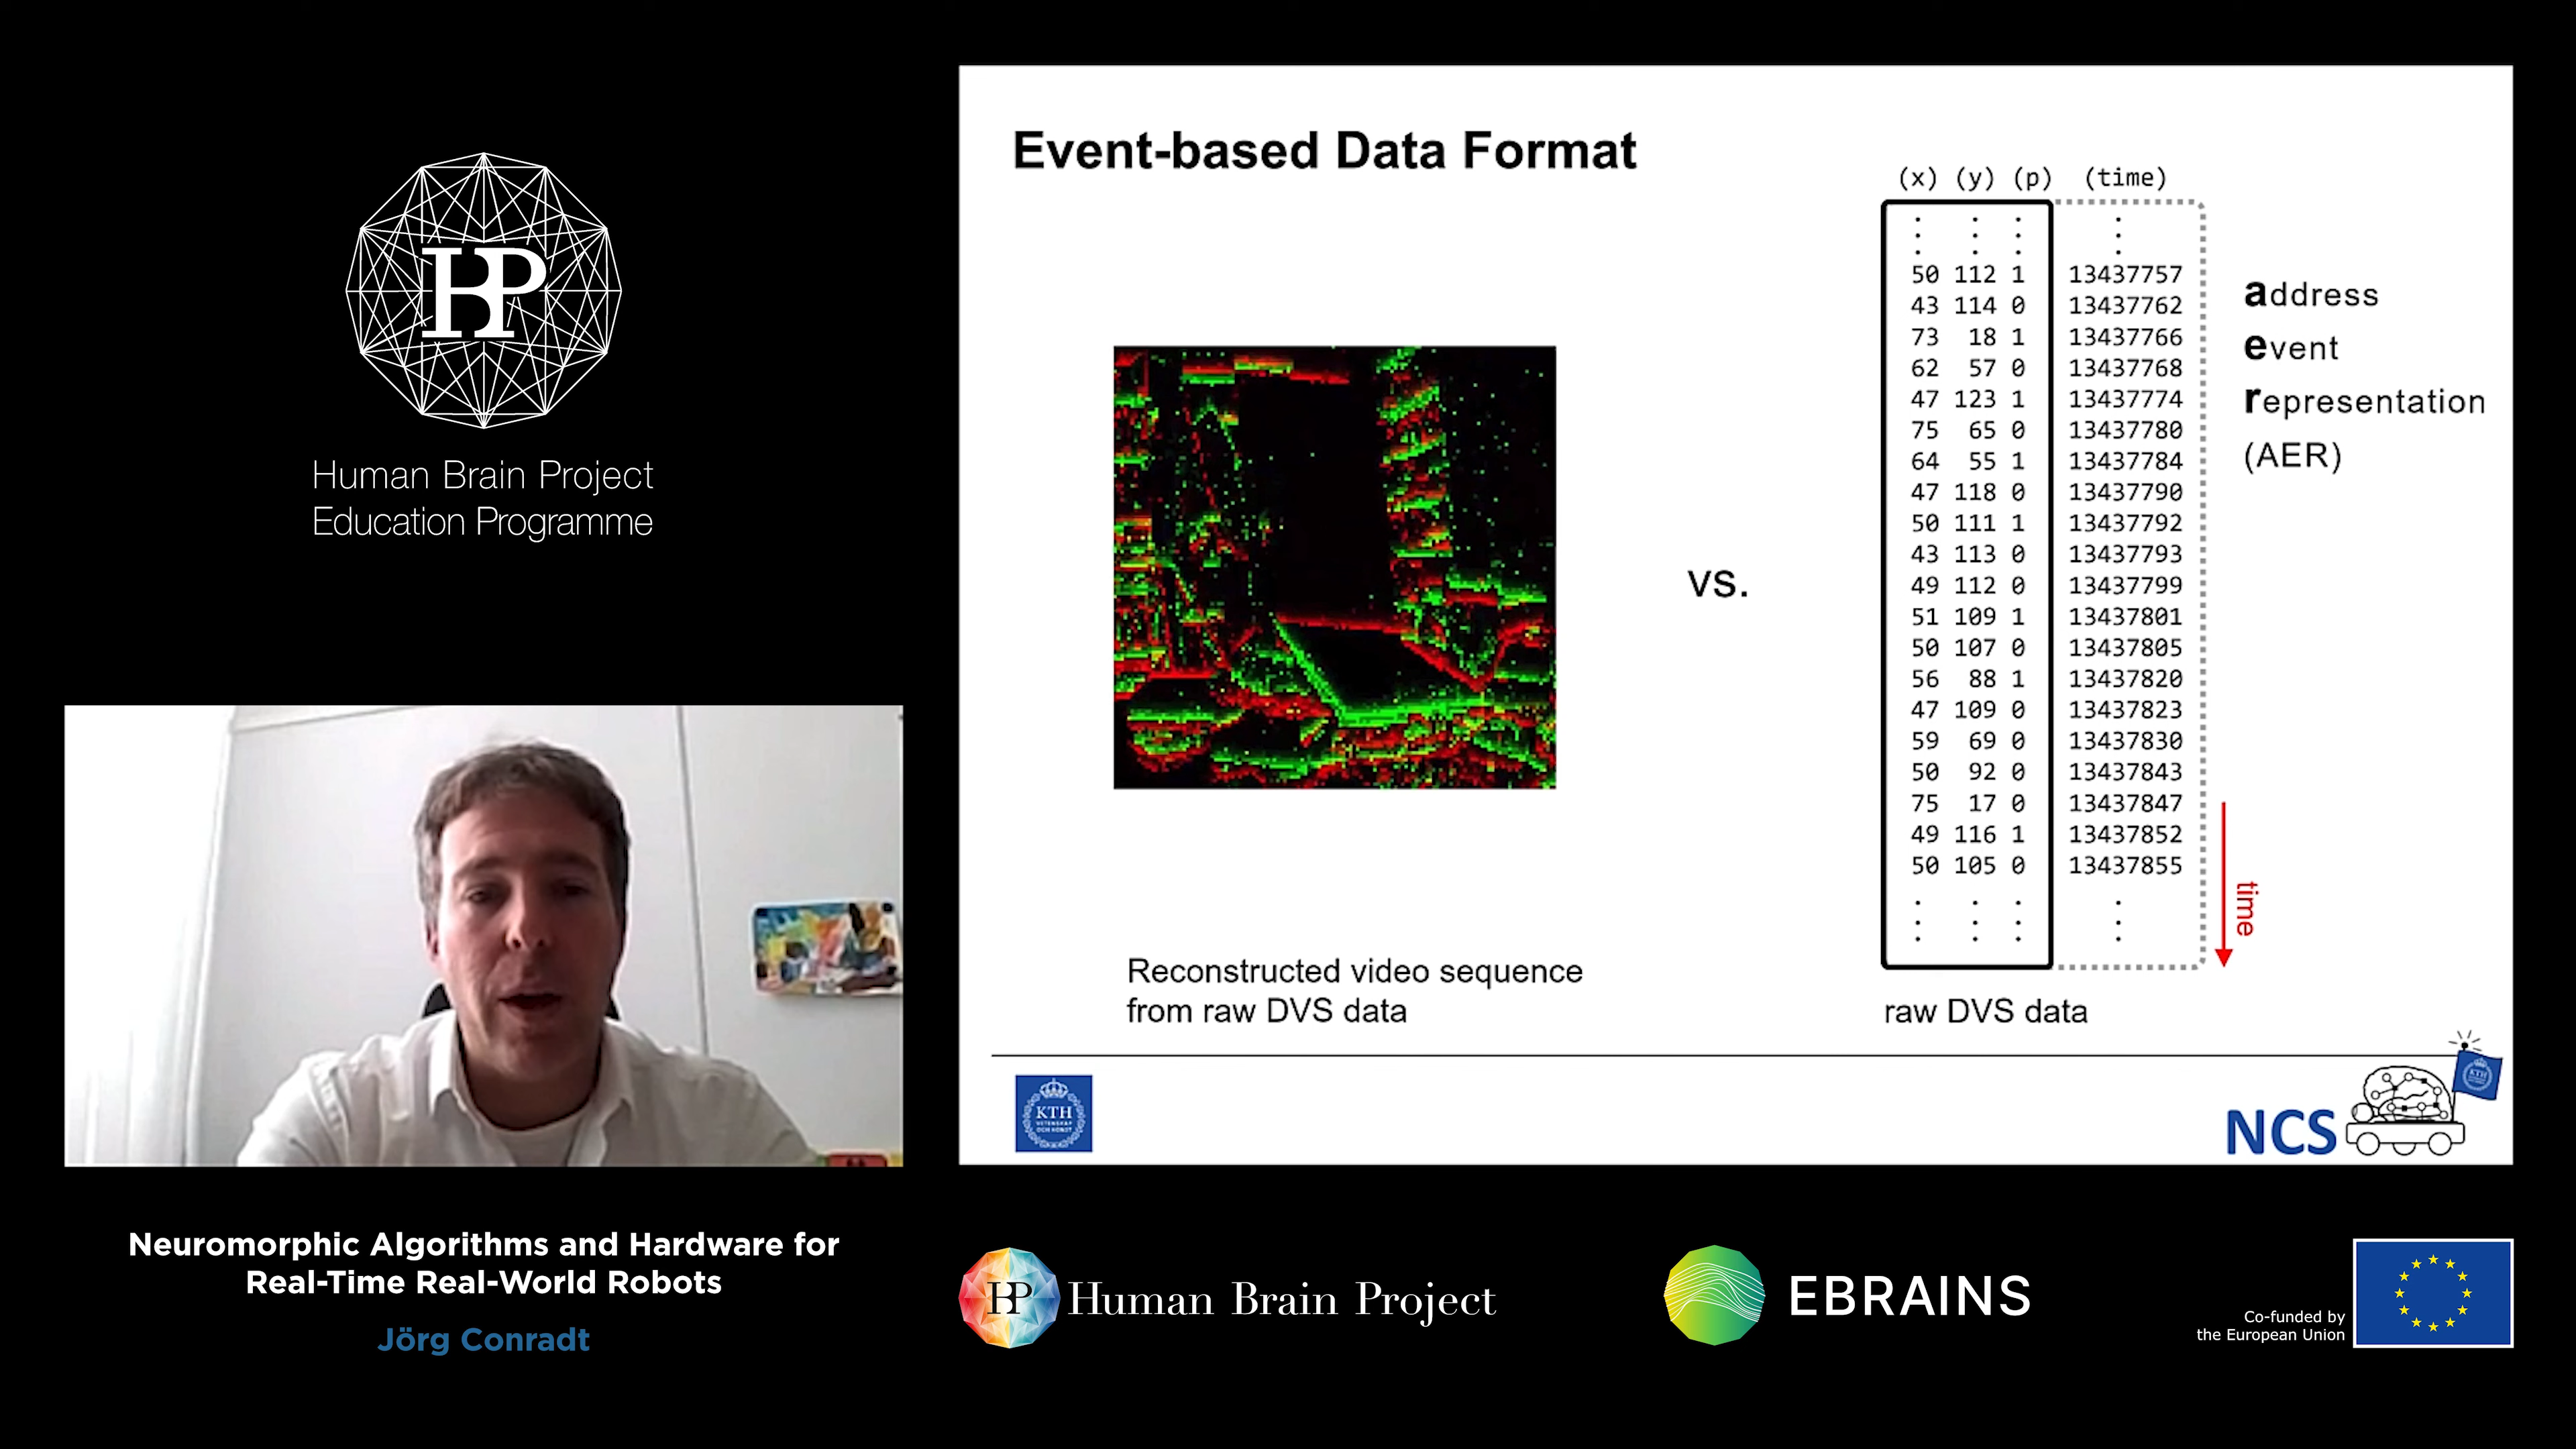 HBP
Human Brain Project
Education Programme
Event-based Data Format
(x) (y) (p) (time)
50 112 1 13437757
43 114 0 13437762
73 18 1 13437766
62 57 0 13437768
47 123 1 13437774
75 65 0 13437780
64 55 1 13437784
47 118 0 13437790
50 111 1 13437792
43 113 0 13437793
49 112 0 13437799
51 109 1 13437801
50 107 0 13437805
56 88 1 13437820
47 109 0 13437823
59 69 0 13437830
50 92 0 13437843
75 17 0 13437847
49 116 1 13437852
50 105 0 13437855
time
address
event
representation
(AER)
vs.
Reconstructed video sequence
from raw DVS data
raw DVS data
KTH
VETENSKAP
OCH KONST
NCS
KTH
Neuromorphic Algorithms and Hardware for
Real-Time Real-World Robots
Jörg Conradt
HBP
Human Brain Project
EBRAINS
Co-funded by
the European Union